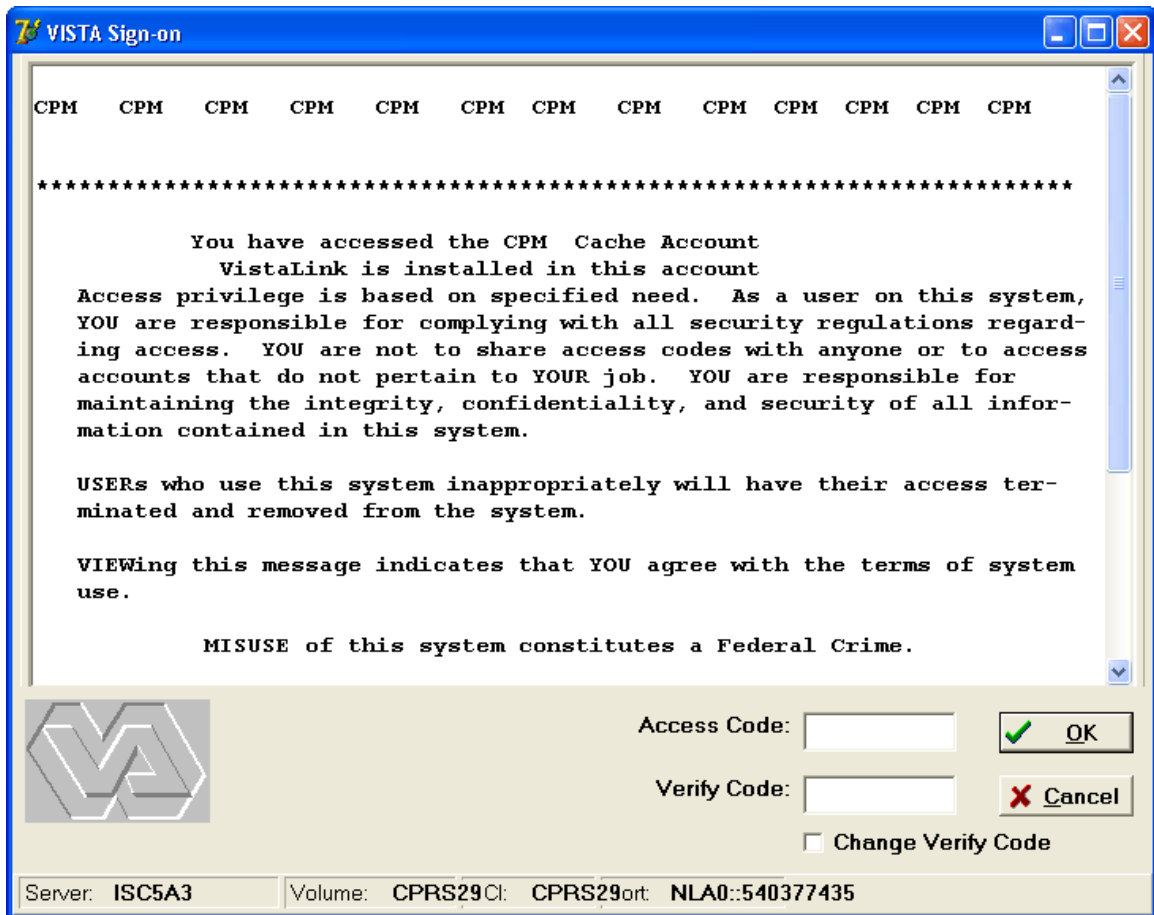 VISTA Sign-on
CPM CPM CPM CPM CPM CPM CPM CPM CPM CPM CPM CPM CPM
*************************************************************************
You have accessed the CPM Cache Account
VistaLink is installed in this account
Access privilege is based on specified need. As a user on this system,
YOU are responsible for complying with all security regulations regard-
ing access. YOU are not to share access codes with anyone or to access
accounts that do not pertain to YOUR job. YOU are responsible for
maintaining the integrity, confidentiality, and security of all infor-
mation contained in this system.
USERs who use this system inappropriately will have their access ter-
minated and removed from the system.
VIEWing this message indicates that YOU agree with the terms of system
use.
MISUSE of this system constitutes a Federal Crime.
Access Code:
OK
Verify Code:
Cancel
Change Verify Code
Server: ISC5A3 Volume: CPRS29 CI: CPRS29 ort: NLA0::540377435